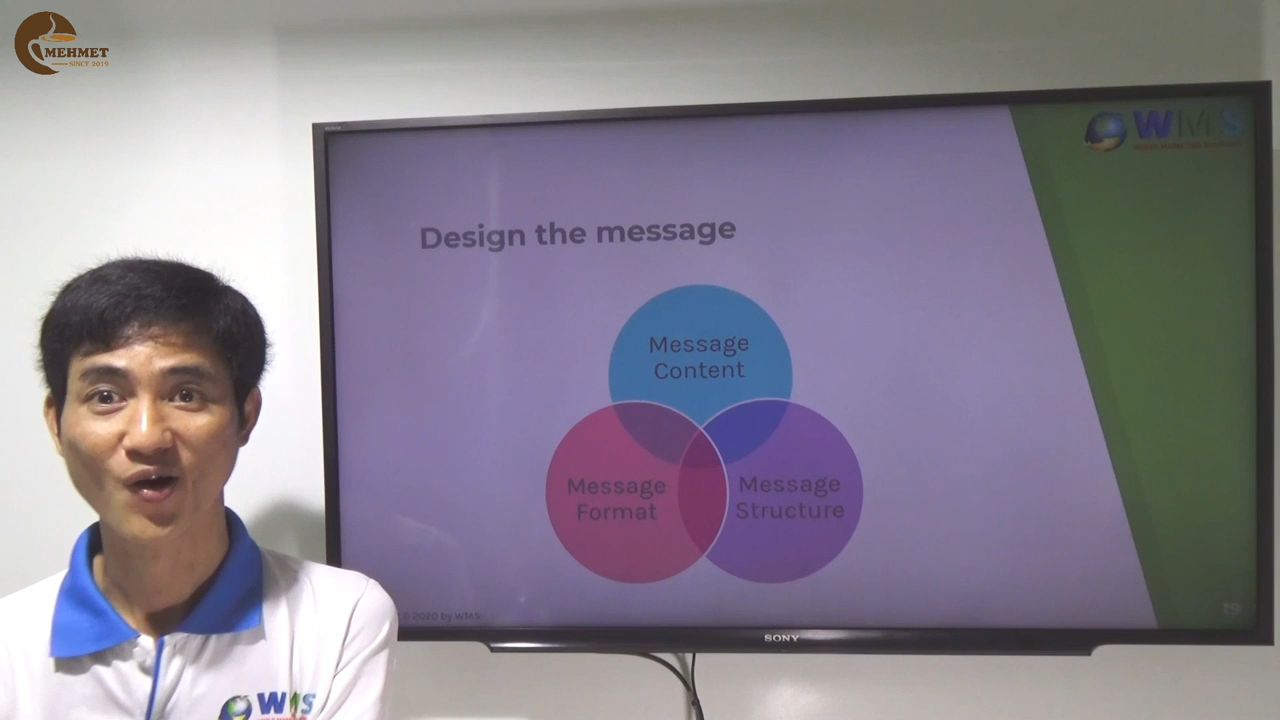 MEHMET
SINCE 2019
WMS
Design the message
Message
Content
Message
Format
Message
Structure
© 2020 by WMS
19
SONY
WMS